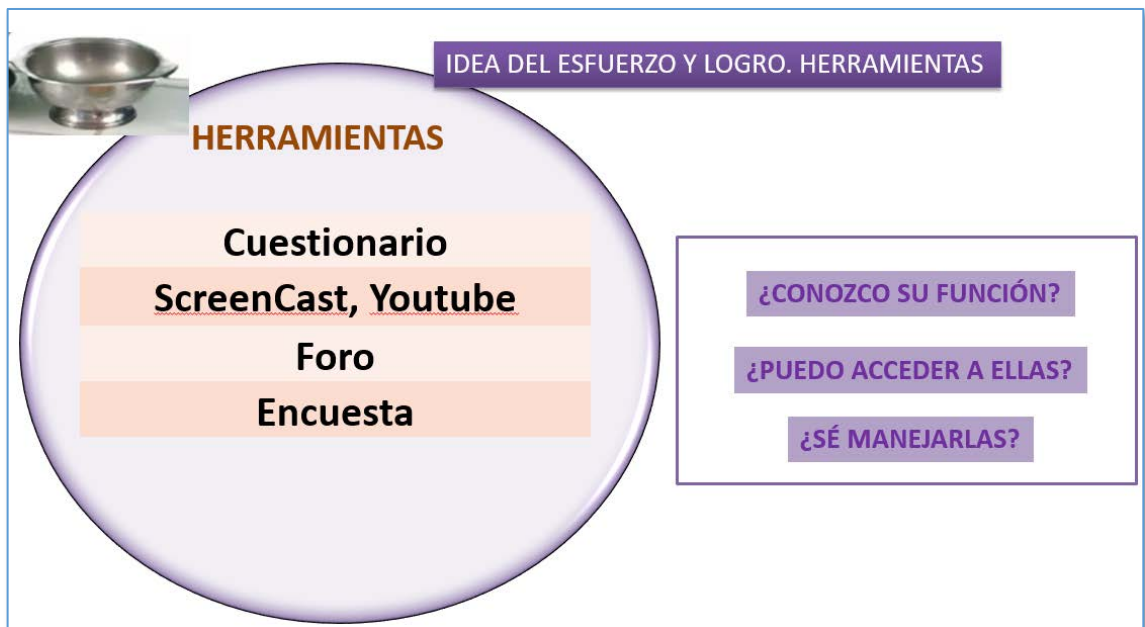 IDEA DEL ESFUERZO Y LOGRO. HERRAMIENTAS
HERRAMIENTAS
Cuestionario
ScreenCast, Youtube
Foro
Encuesta
¿CONOZCO SU FUNCIÓN?
¿PUEDO ACCEDER A ELLAS?
¿SÉ MANEJARLAS?